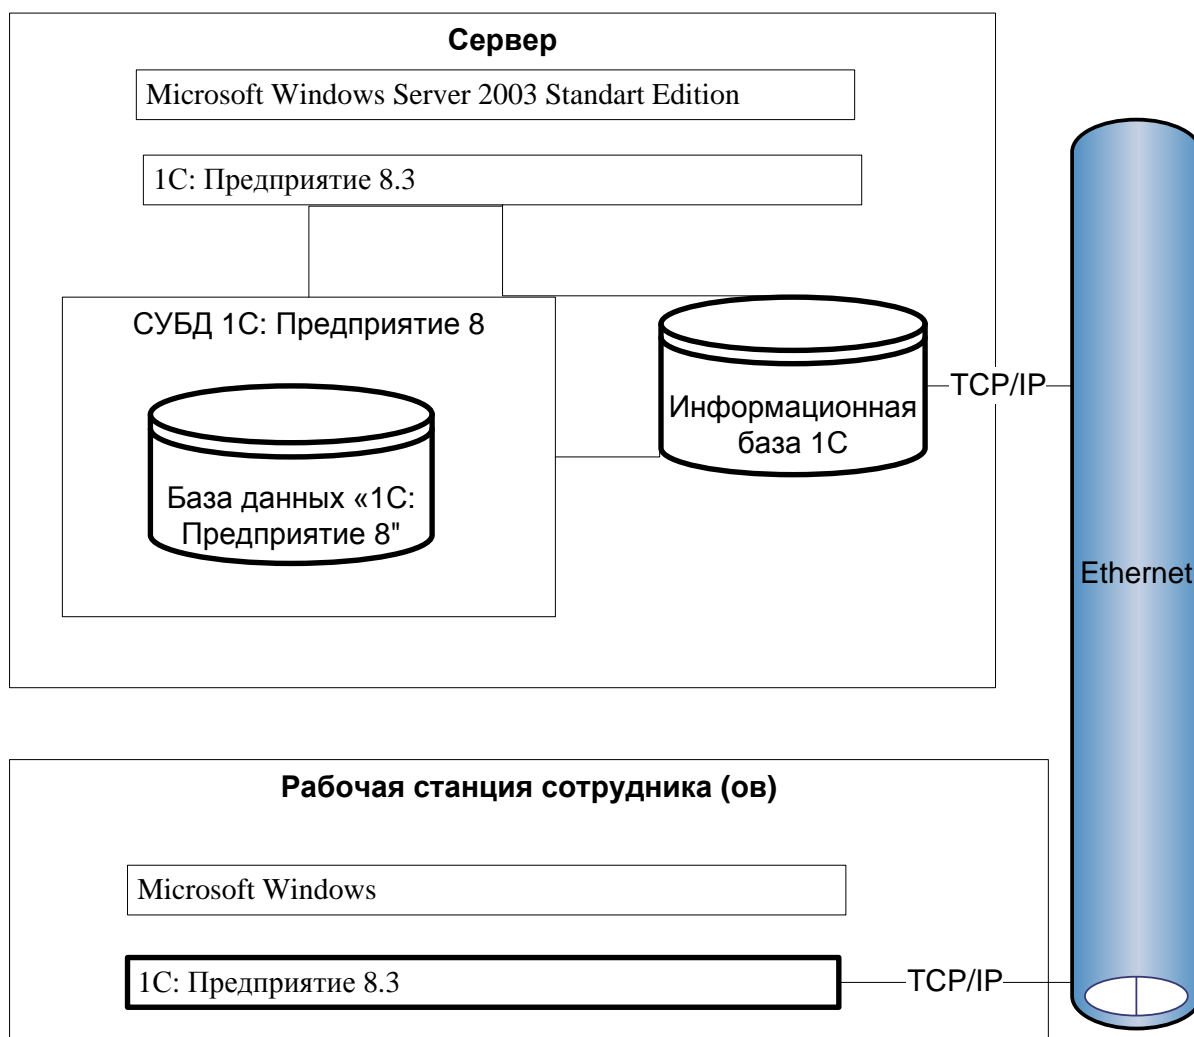 Сервер
Microsoft Windows Server 2003 Standart Edition
1С: Предприятие 8.3
СУБД 1С: Предприятие 8
База данных «1С:
Предприятие 8"
Информационная
база 1С
TCP/IP
Ethernet
Рабочая станция сотрудника (ов)
Microsoft Windows
1С: Предприятие 8.3
TCP/IP